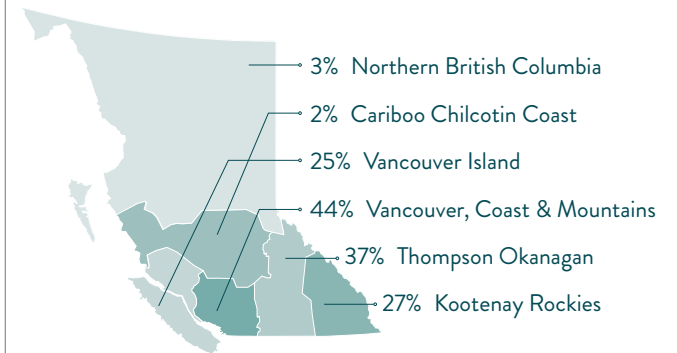 3% Northern British Columbia
2% Cariboo Chilcotin Coast
25% Vancouver Island
44% Vancouver, Coast & Mountains
37% Thompson Okanagan
27% Kootenay Rockies